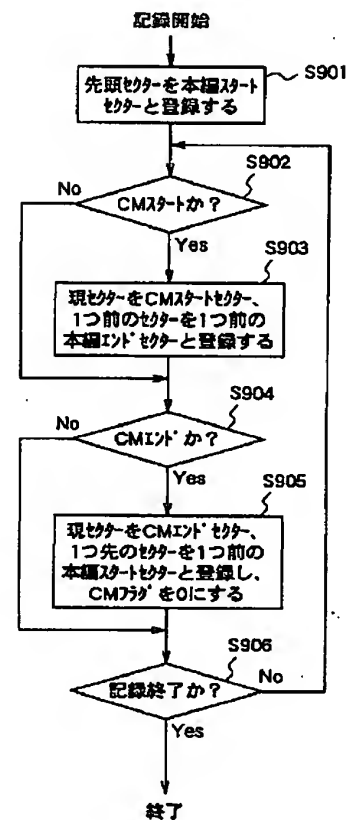 記録開始
S901
先頭ｾｸﾀｰを本編ｽﾀｰﾄ
ｾｸﾀｰと登録する
S902
No
CMｽﾀｰﾄか？
Yes
S903
現ｾｸﾀｰをCMｽﾀｰﾄｾｸﾀｰ、
1つ前のｾｸﾀｰを1つ前の
本編ｴﾝﾄﾞｾｸﾀｰと登録する
S904
No
CMｴﾝﾄﾞか？
Yes
S905
現ｾｸﾀｰをCMｴﾝﾄﾞｾｸﾀｰ、
1つ先のｾｸﾀｰを1つ前の
本編ｽﾀｰﾄｾｸﾀｰと登録し、
CMﾌﾗｸﾞを0にする
S906
記録終了か？
No
Yes
終了